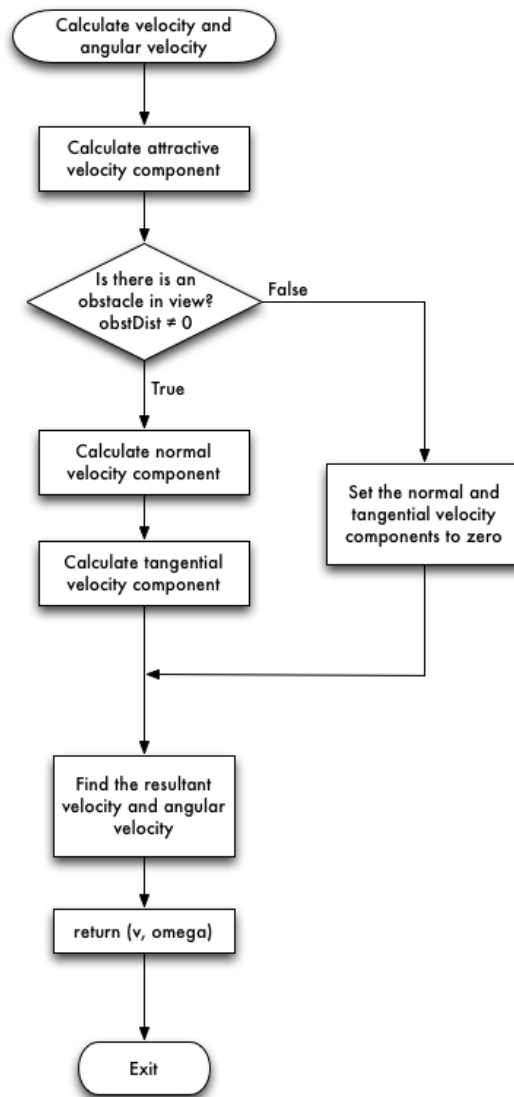 Calculate velocity and
angular velocity
Calculate attractive
velocity component
Is there is an
obstacle in view?
obstDist ≠ 0
False
True
Calculate normal
velocity component
Set the normal and
tangential velocity
components to zero
Calculate tangential
velocity component
Find the resultant
velocity and angular
velocity
return (v, omega)
Exit